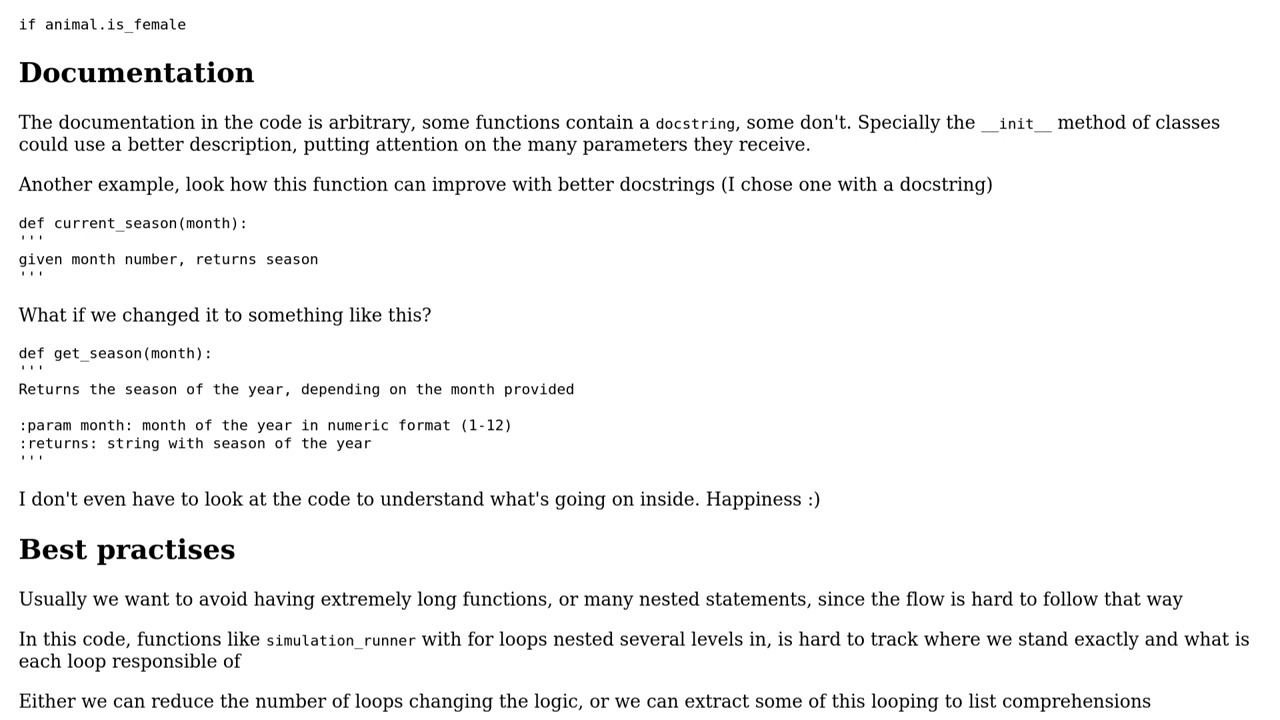 if animal.is_female
Documentation
The documentation in the code is arbitrary, some functions contain a docstring, some don't. Specially the __init__ method of classes
could use a better description, putting attention on the many parameters they receive.
Another example, look how this function can improve with better docstrings (I chose one with a docstring)
def current_season(month):
'''
given month number, returns season
'''
What if we changed it to something like this?
def get_season(month):
'''
Returns the season of the year, depending on the month provided
:param month: month of the year in numeric format (1-12)
:returns: string with season of the year
'''
I don't even have to look at the code to understand what's going on inside. Happiness :)
Best practises
Usually we want to avoid having extremely long functions, or many nested statements, since the flow is hard to follow that way
In this code, functions like simulation_runner with for loops nested several levels in, is hard to track where we stand exactly and what is
each loop responsible of
Either we can reduce the number of loops changing the logic, or we can extract some of this looping to list comprehensions